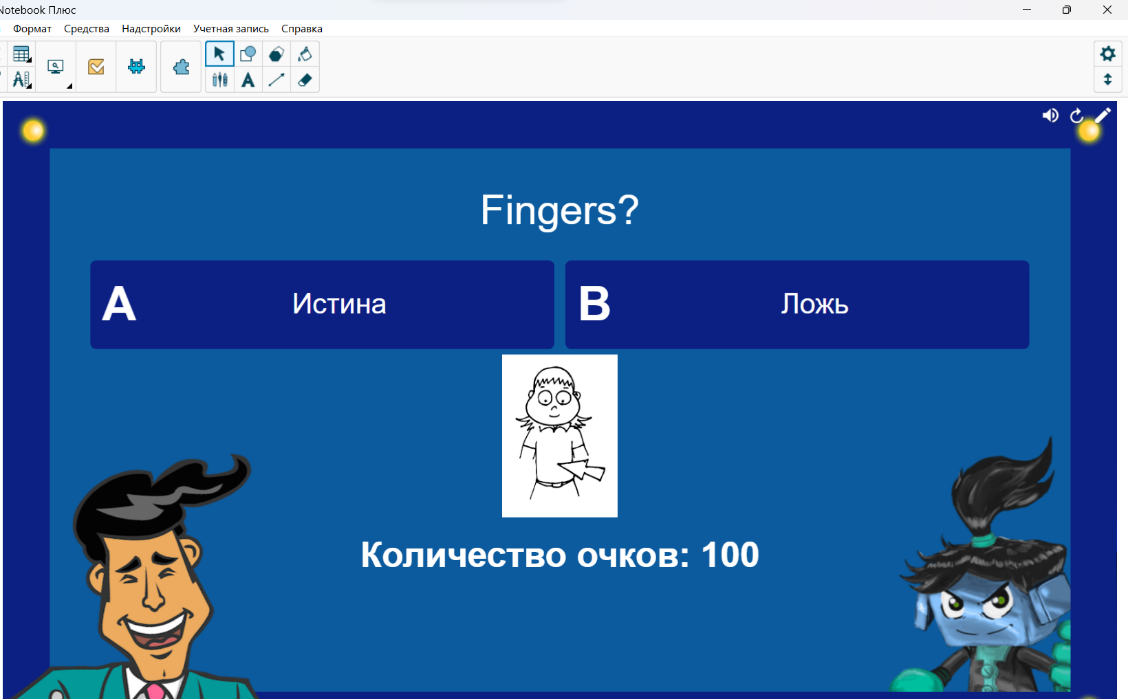 Notebook Плюс
Формат Средства Надстройки Учетная запись Справка
Fingers?
A Истина
B Ложь
Количество очков: 100